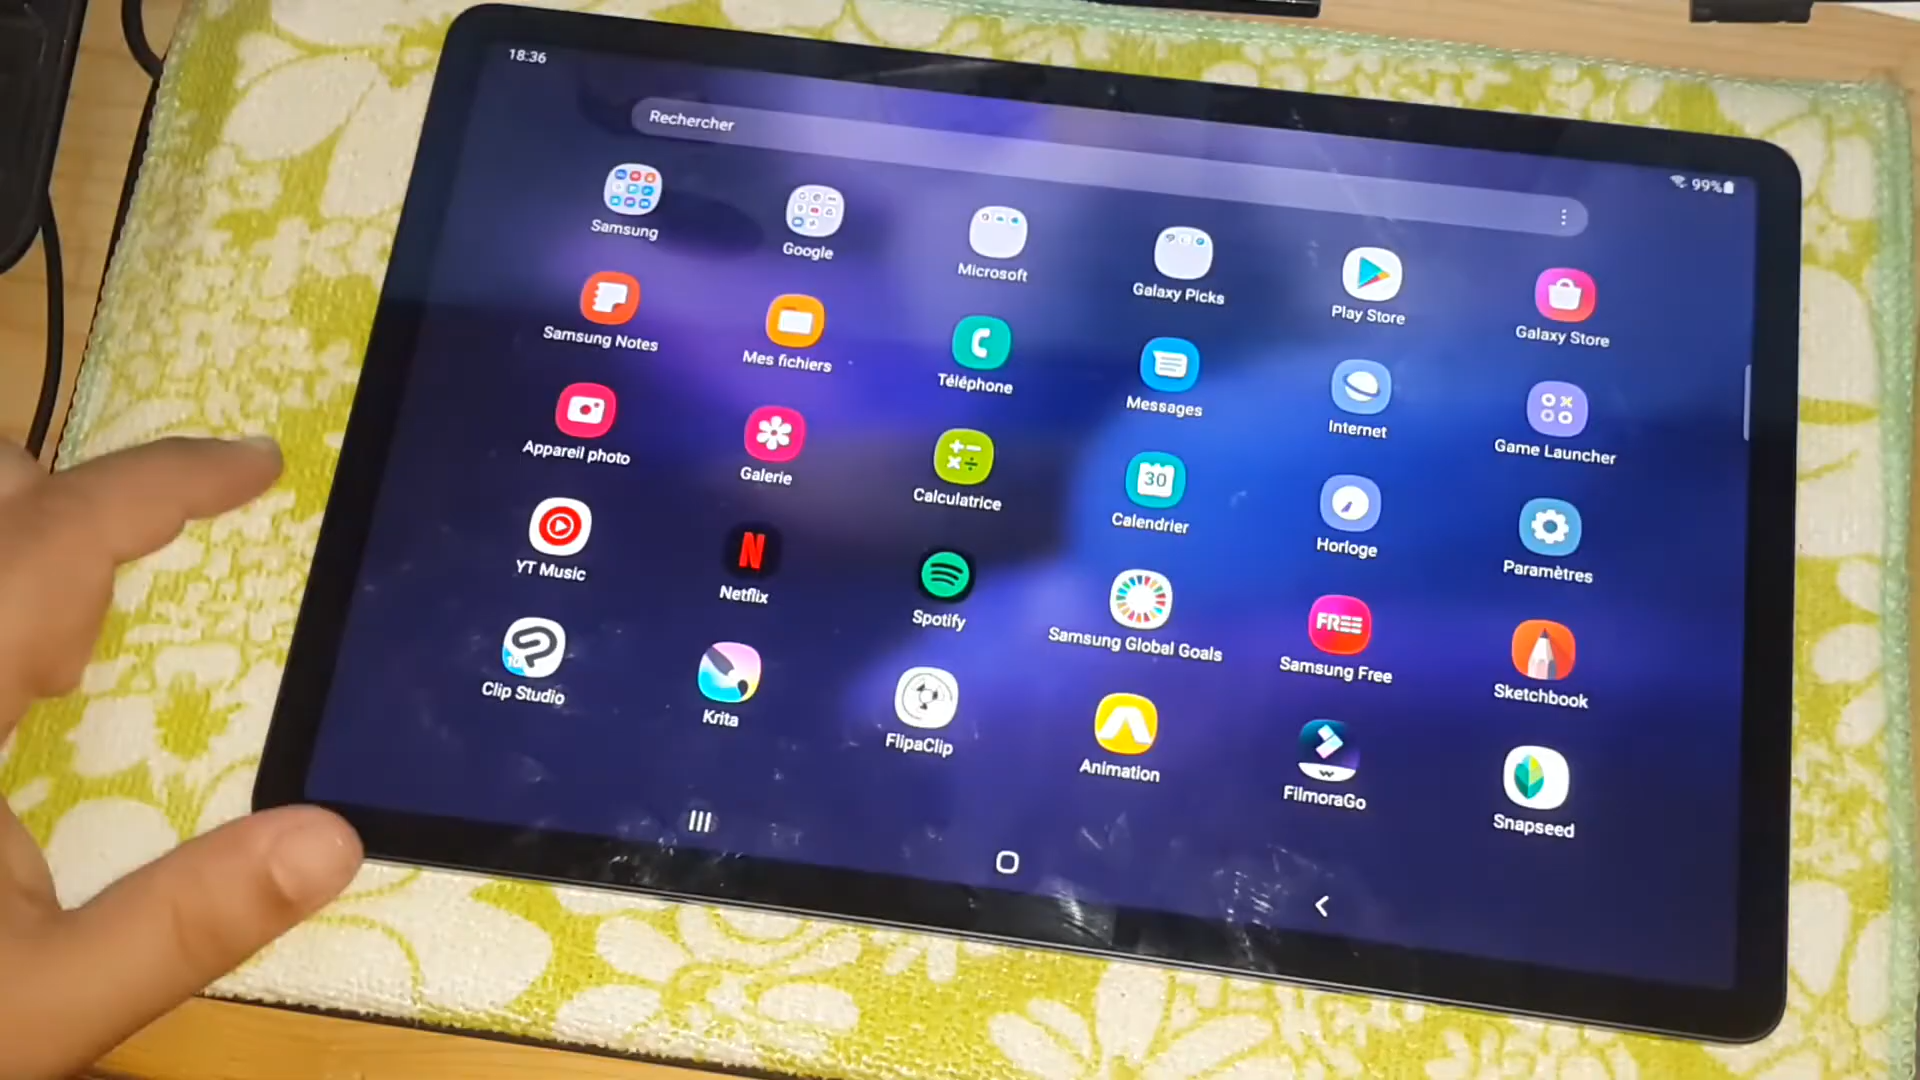 18:36
99%
Rechercher
Samsung
Google
Microsoft
Galaxy Picks
Play Store
Galaxy Store
Samsung Notes
Mes fichiers
Téléphone
Messages
Internet
Game Launcher
Appareil photo
Galerie
Calculatrice
30
Calendrier
Horloge
Paramètres
YT Music
N
Netflix
Spotify
Samsung Global Goals
FREE
Samsung Free
Sketchbook
Clip Studio
Krita
FlipaClip
Animation
FilmoraGo
Snapseed